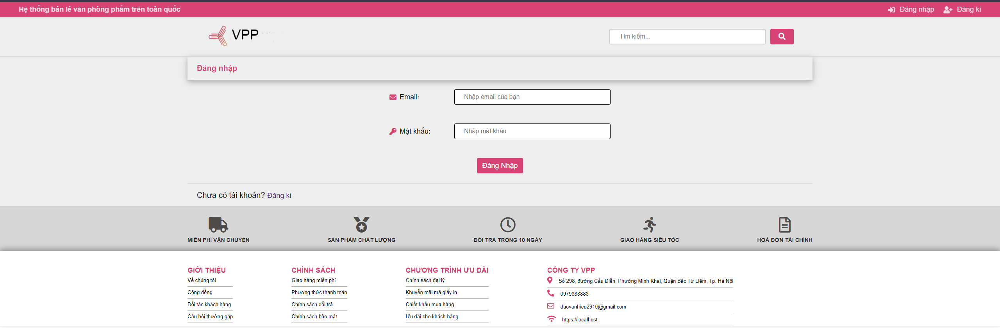 Hệ thống bán lẻ văn phòng phẩm trên toàn quốc
Đăng nhập
Đăng kí
VPP
Tìm kiếm...
Đăng nhập
Email:
Nhập email của bạn
Mật khẩu:
Nhập mật khẩu
Đăng Nhập
Chưa có tài khoản? Đăng kí
MIỄN PHÍ VẬN CHUYỂN
SẢN PHẨM CHẤT LƯỢNG
ĐỔI TRẢ TRONG 10 NGÀY
GIAO HÀNG SIÊU TỐC
HOÁ ĐƠN TÀI CHÍNH
GIỚI THIỆU
Về chúng tôi
Cộng đồng
Đối tác khách hàng
Câu hỏi thường gặp
CHÍNH SÁCH
Giao hàng miễn phí
Phương thức thanh toán
Chính sách đổi trả
Chính sách bảo mật
CHƯƠNG TRÌNH ƯU ĐÃI
Chính sách đại lý
Khuyễn mãi mã giấy in
Chiết khấu mua hàng
Ưu đãi cho khách hàng
CÔNG TY VPP
Số 298, đường Cầu Diễn, Phường Minh Khai, Quận Bắc Từ Liêm, Tp. Hà Nội
0979888888
daovanhieu2910@gmail.com
https://localhost